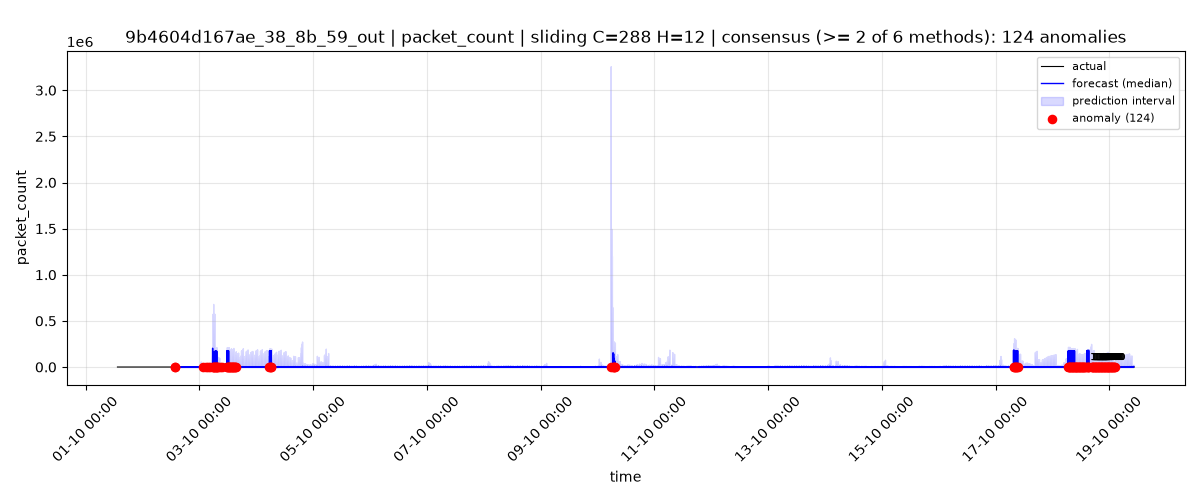 9b4604d167ae_38_8b_59_out | packet_count | sliding C=288 H=12 | consensus (>= 2 of 6 methods): 124 anomalies
1e6
actual
forecast (median)
prediction interval
anomaly (124)
3.0
2.5
2.0
1.5
1.0
0.5
0.0
packet_count
01-10 00:00
03-10 00:00
05-10 00:00
07-10 00:00
09-10 00:00
11-10 00:00
13-10 00:00
15-10 00:00
17-10 00:00
19-10 00:00
time